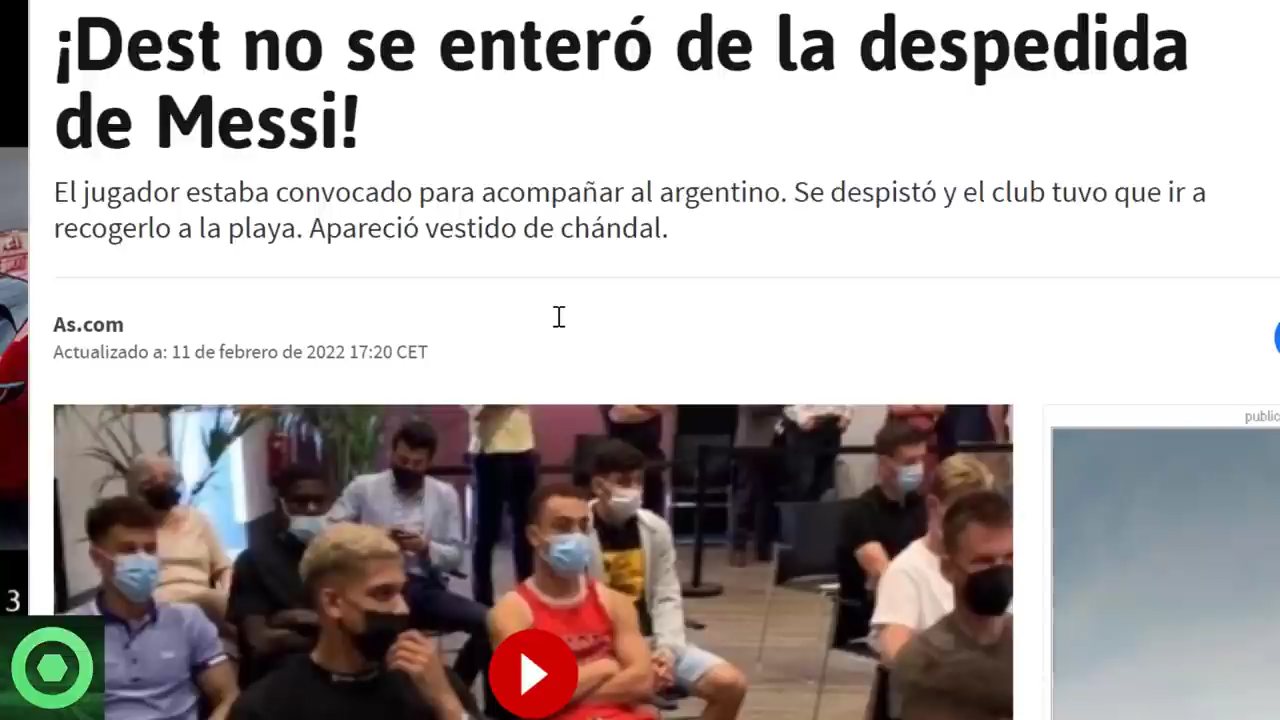 ¡Dest no se enteró de la despedida
de Messi!
El jugador estaba convocado para acompañar al argentino. Se despistó y el club tuvo que ir a
recogerlo a la playa. Apareció vestido de chándal.
As.com
Actualizado a: 11 de febrero de 2022 17:20 CET
public
3